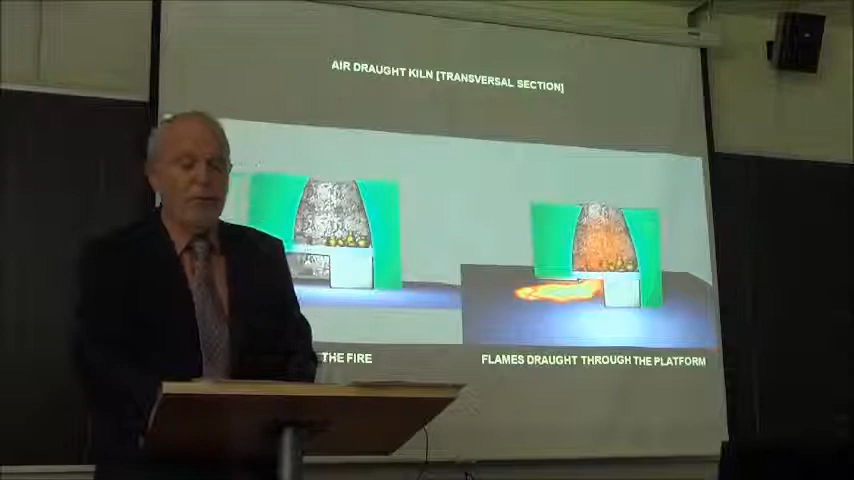 AIR DRAUGHT KILN [TRANSVERSAL SECTION]
THE FIRE
FLAMES DRAUGHT THROUGH THE PLATFORM